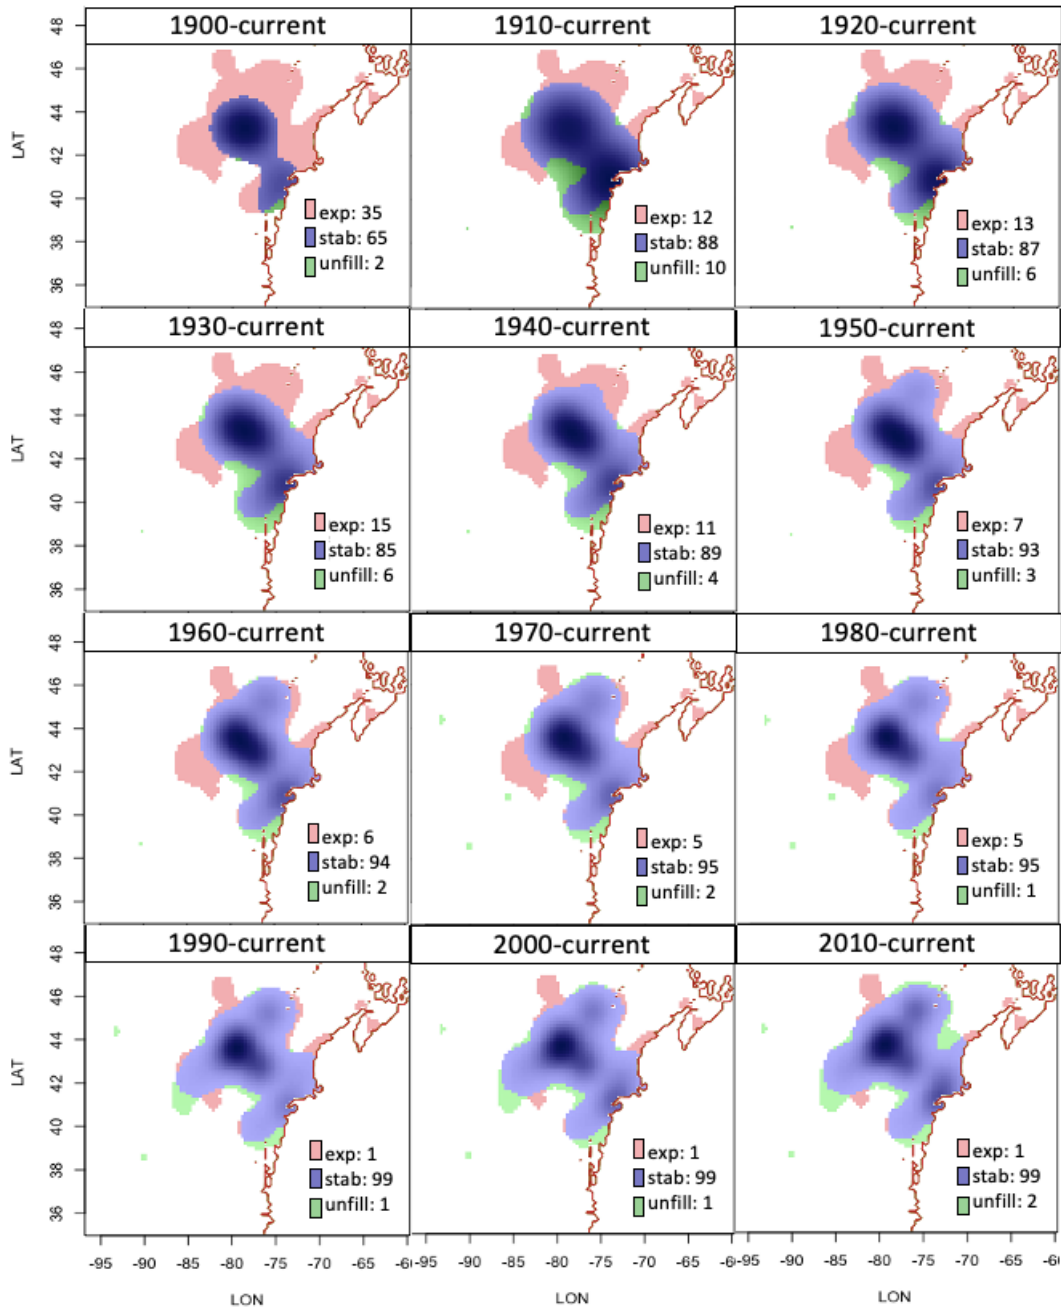 1900-current 1910-current 1920-current
48
46
44
LAT
42
40
38
36
exp: 35
stab: 65
unfill: 2
exp: 12
stab: 88
unfill: 10
exp: 13
stab: 87
unfill: 6
1930-current 1940-current 1950-current
48
46
44
LAT
42
40
38
36
exp: 15
stab: 85
unfill: 6
exp: 11
stab: 89
unfill: 4
exp: 7
stab: 93
unfill: 3
1960-current 1970-current 1980-current
48
46
44
LAT
42
40
38
36
exp: 6
stab: 94
unfill: 2
exp: 5
stab: 95
unfill: 2
exp: 5
stab: 95
unfill: 1
1990-current 2000-current 2010-current
48
46
44
LAT
42
40
38
36
exp: 1
stab: 99
unfill: 1
exp: 1
stab: 99
unfill: 1
exp: 1
stab: 99
unfill: 2
-95 -90 -85 -80 -75 -70 -65 -6 -95 -90 -85 -80 -75 -70 -65 -60 -95 -90 -85 -80 -75 -70 -65 -6
LON LON LON